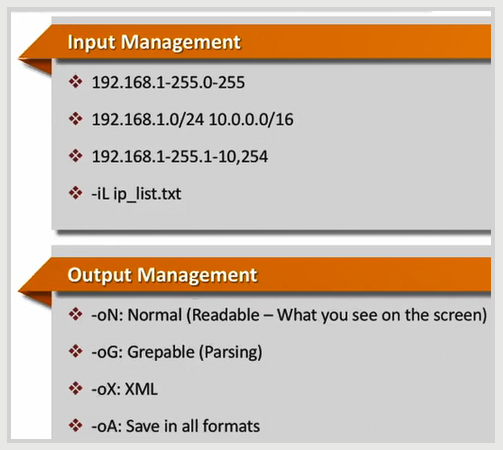 Input Management
192.168.1-255.0-255
192.168.1.0/24 10.0.0.0/16
192.168.1-255.1-10,254
-iL ip_list.txt
Output Management
-oN: Normal (Readable – What you see on the screen)
-oG: Grepable (Parsing)
-oX: XML
-oA: Save in all formats